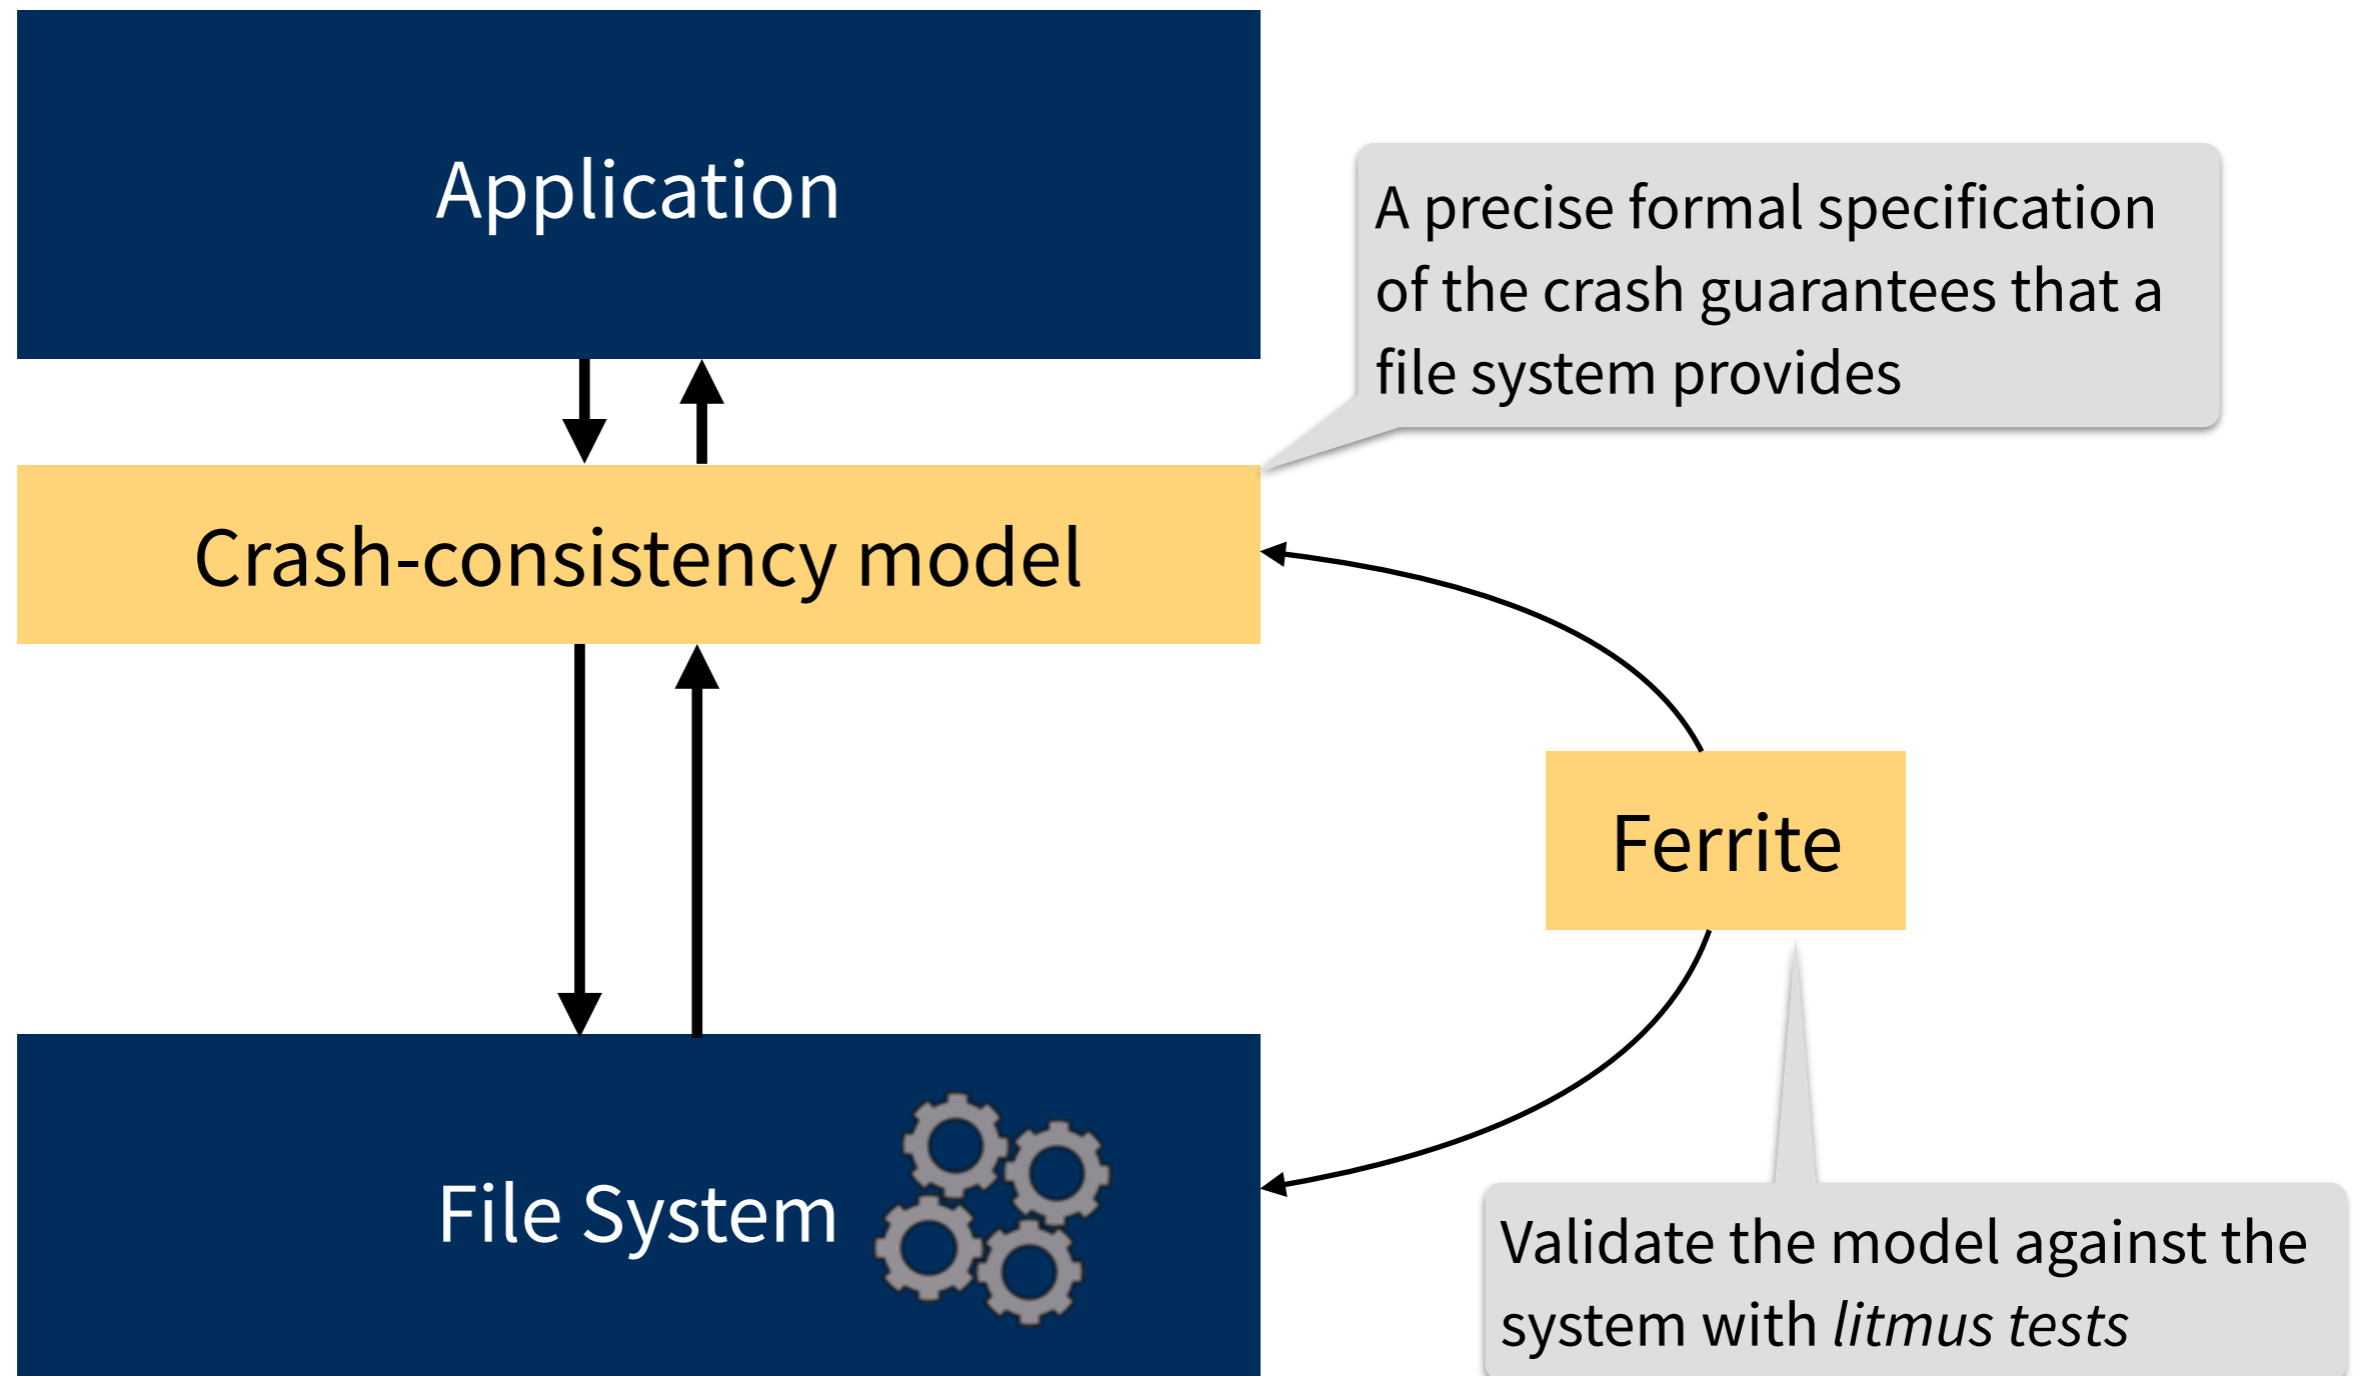 Application
A precise formal specification
of the crash guarantees that a
file system provides
Crash-consistency model
Ferrite
File System
Validate the model against the
system with litmus tests